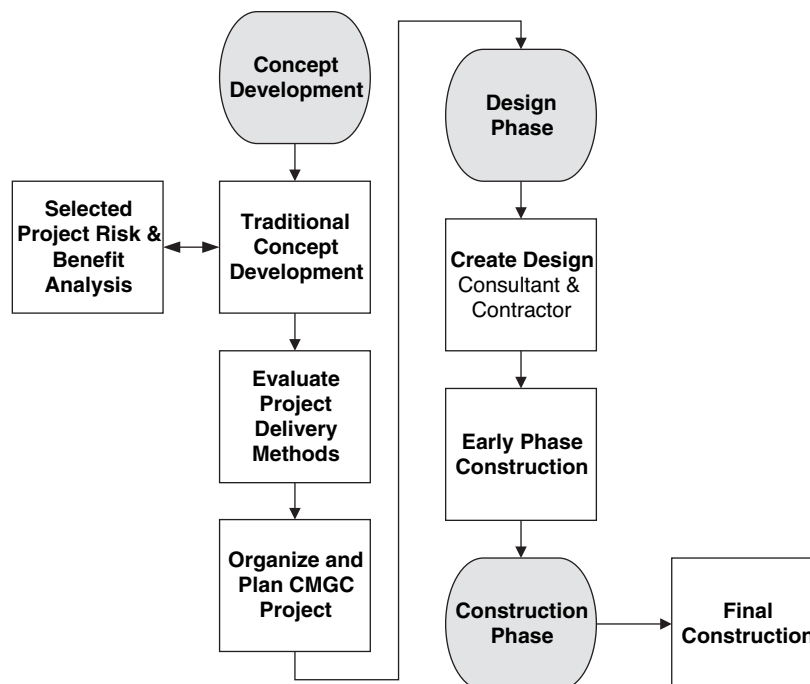 Concept
Development
Selected
Project Risk &
Benefit
Analysis
Traditional
Concept
Development
Evaluate
Project
Delivery
Methods
Organize and
Plan CMGC
Project
Design
Phase
Create Design
Consultant &
Contractor
Early Phase
Construction
Construction
Phase
Final
Construction